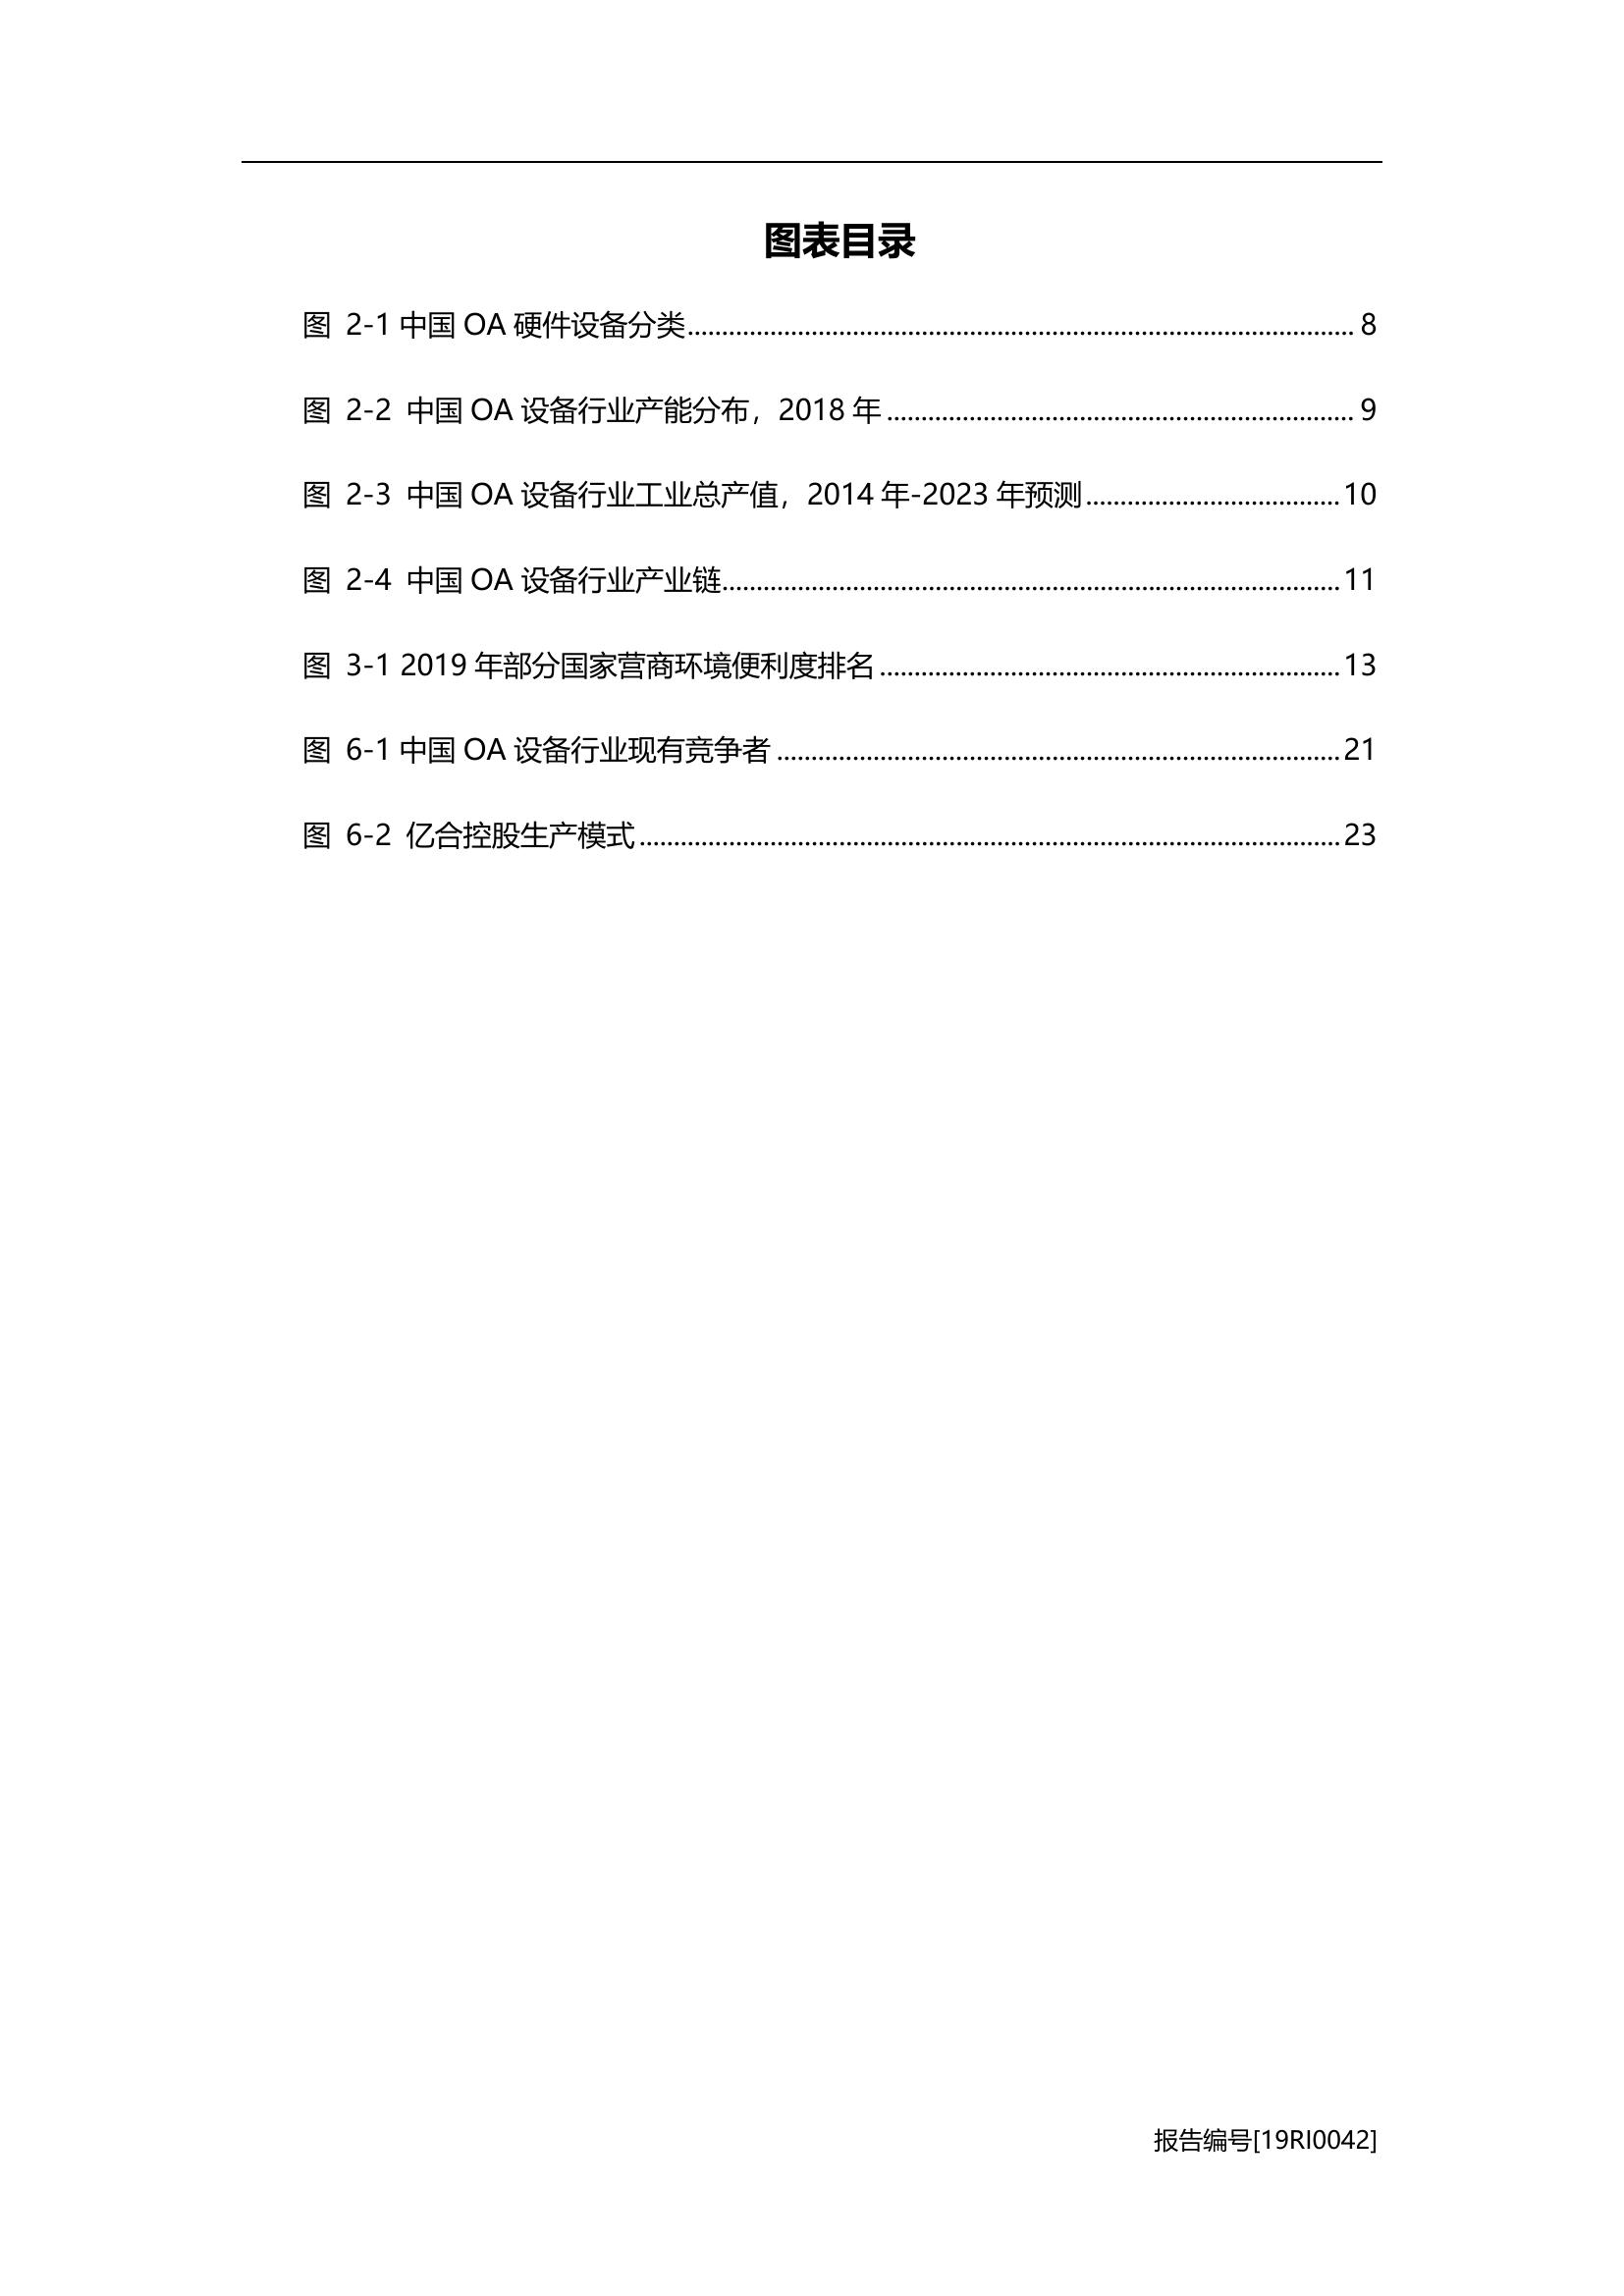 图表目录
图 2-1 中国 OA 硬件设备分类........................................ 8
图 2-2 中国 OA 设备行业产能分布，2018 年........................................ 9
图 2-3 中国 OA 设备行业工业总产值，2014 年-2023 年预测........................................ 10
图 2-4 中国 OA 设备行业产业链........................................ 11
图 3-1 2019 年部分国家营商环境便利度排名........................................ 13
图 6-1 中国 OA 设备行业现有竞争者........................................ 21
图 6-2 亿合控股生产模式........................................ 23
报告编号[19RI0042]